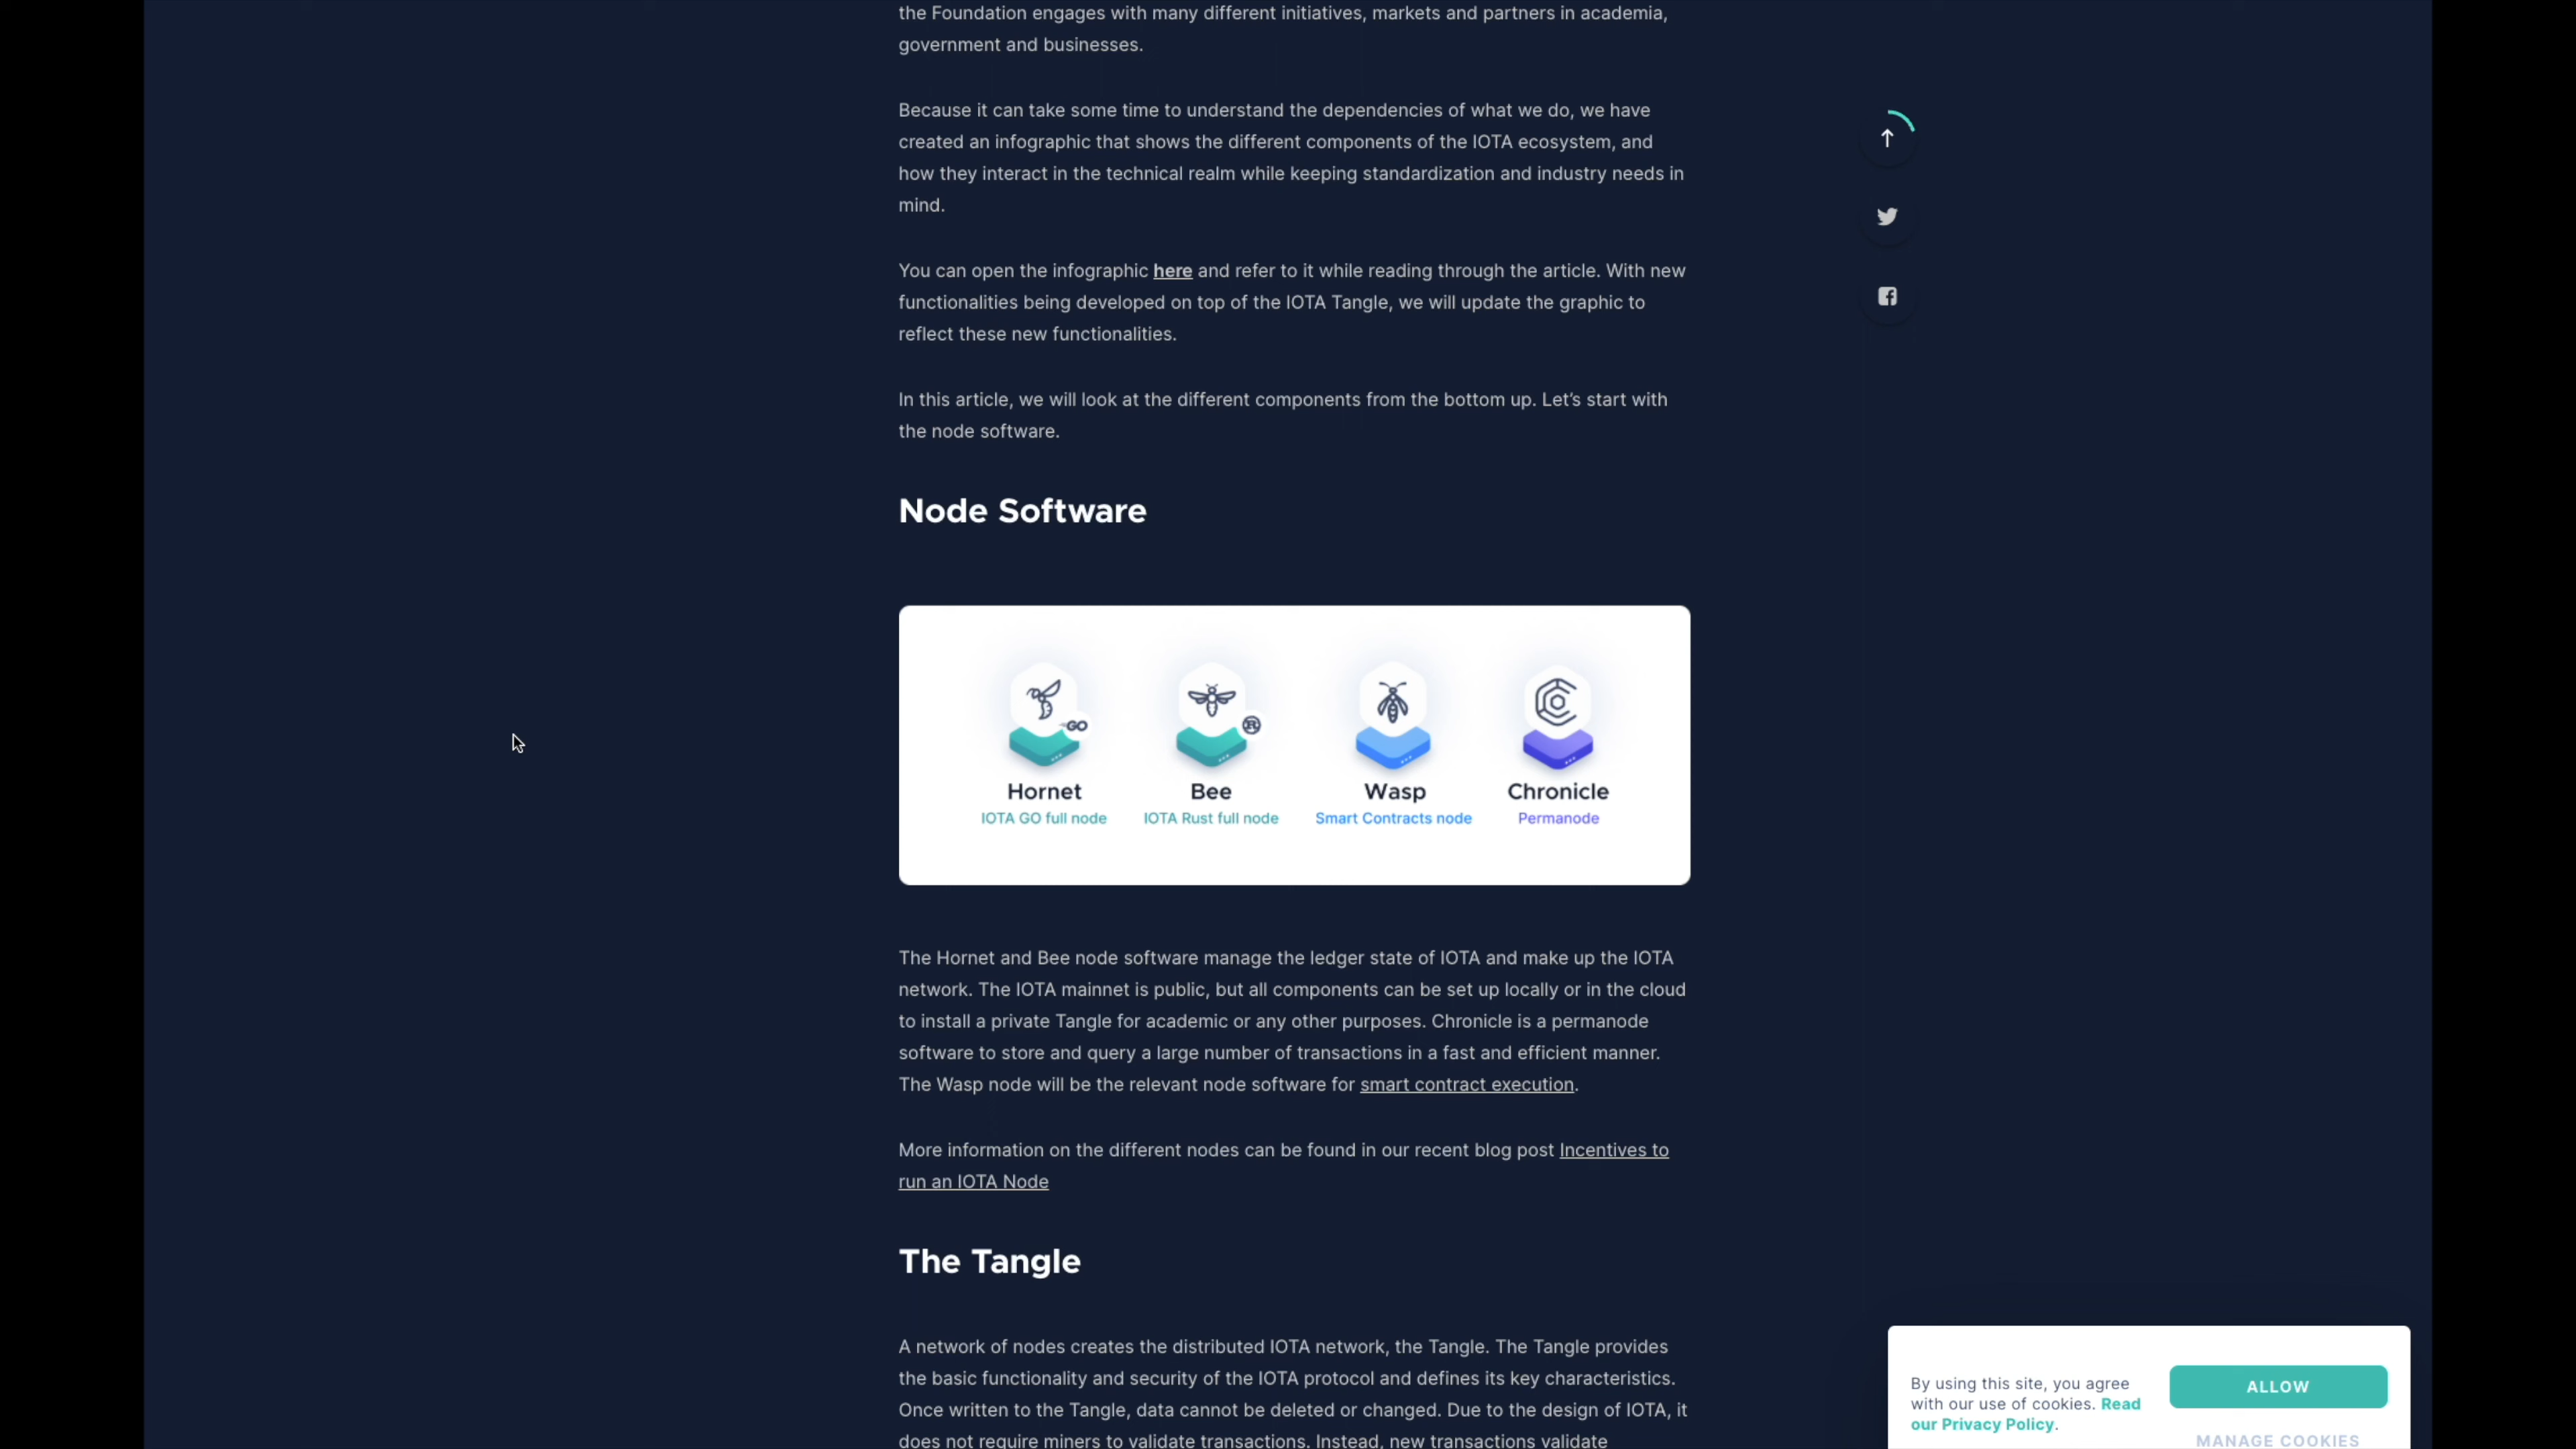 the Foundation engages with many different initiatives, markets and partners in academia,
government and businesses.
Because it can take some time to understand the dependencies of what we do, we have
created an infographic that shows the different components of the IOTA ecosystem, and
how they interact in the technical realm while keeping standardization and industry needs in
mind.
You can open the infographic here and refer to it while reading through the article. With new
functionalities being developed on top of the IOTA Tangle, we will update the graphic to
reflect these new functionalities.
In this article, we will look at the different components from the bottom up. Let’s start with
the node software.
Node Software
GO
R
Hornet Bee Wasp Chronicle
IOTA GO full node IOTA Rust full node Smart Contracts node Permanode
The Hornet and Bee node software manage the ledger state of IOTA and make up the IOTA
network. The IOTA mainnet is public, but all components can be set up locally or in the cloud
to install a private Tangle for academic or any other purposes. Chronicle is a permanode
software to store and query a large number of transactions in a fast and efficient manner.
The Wasp node will be the relevant node software for smart contract execution.
More information on the different nodes can be found in our recent blog post Incentives to
run an IOTA Node
The Tangle
A network of nodes creates the distributed IOTA network, the Tangle. The Tangle provides
the basic functionality and security of the IOTA protocol and defines its key characteristics.
Once written to the Tangle, data cannot be deleted or changed. Due to the design of IOTA, it
does not require miners to validate transactions. Instead, new transactions validate
By using this site, you agree
with our use of cookies. Read
our Privacy Policy.
ALLOW
MANAGE COOKIES